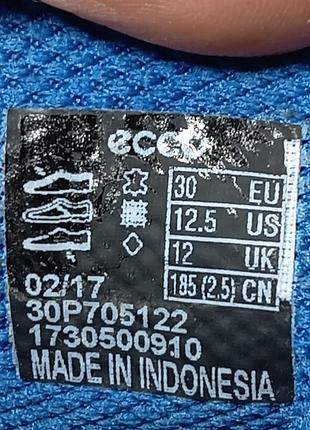 ecco
30 EU
12.5 US
12 UK
185 (2.5) CN
02/17
30P705122
1730500910
MADE IN INDONESIA